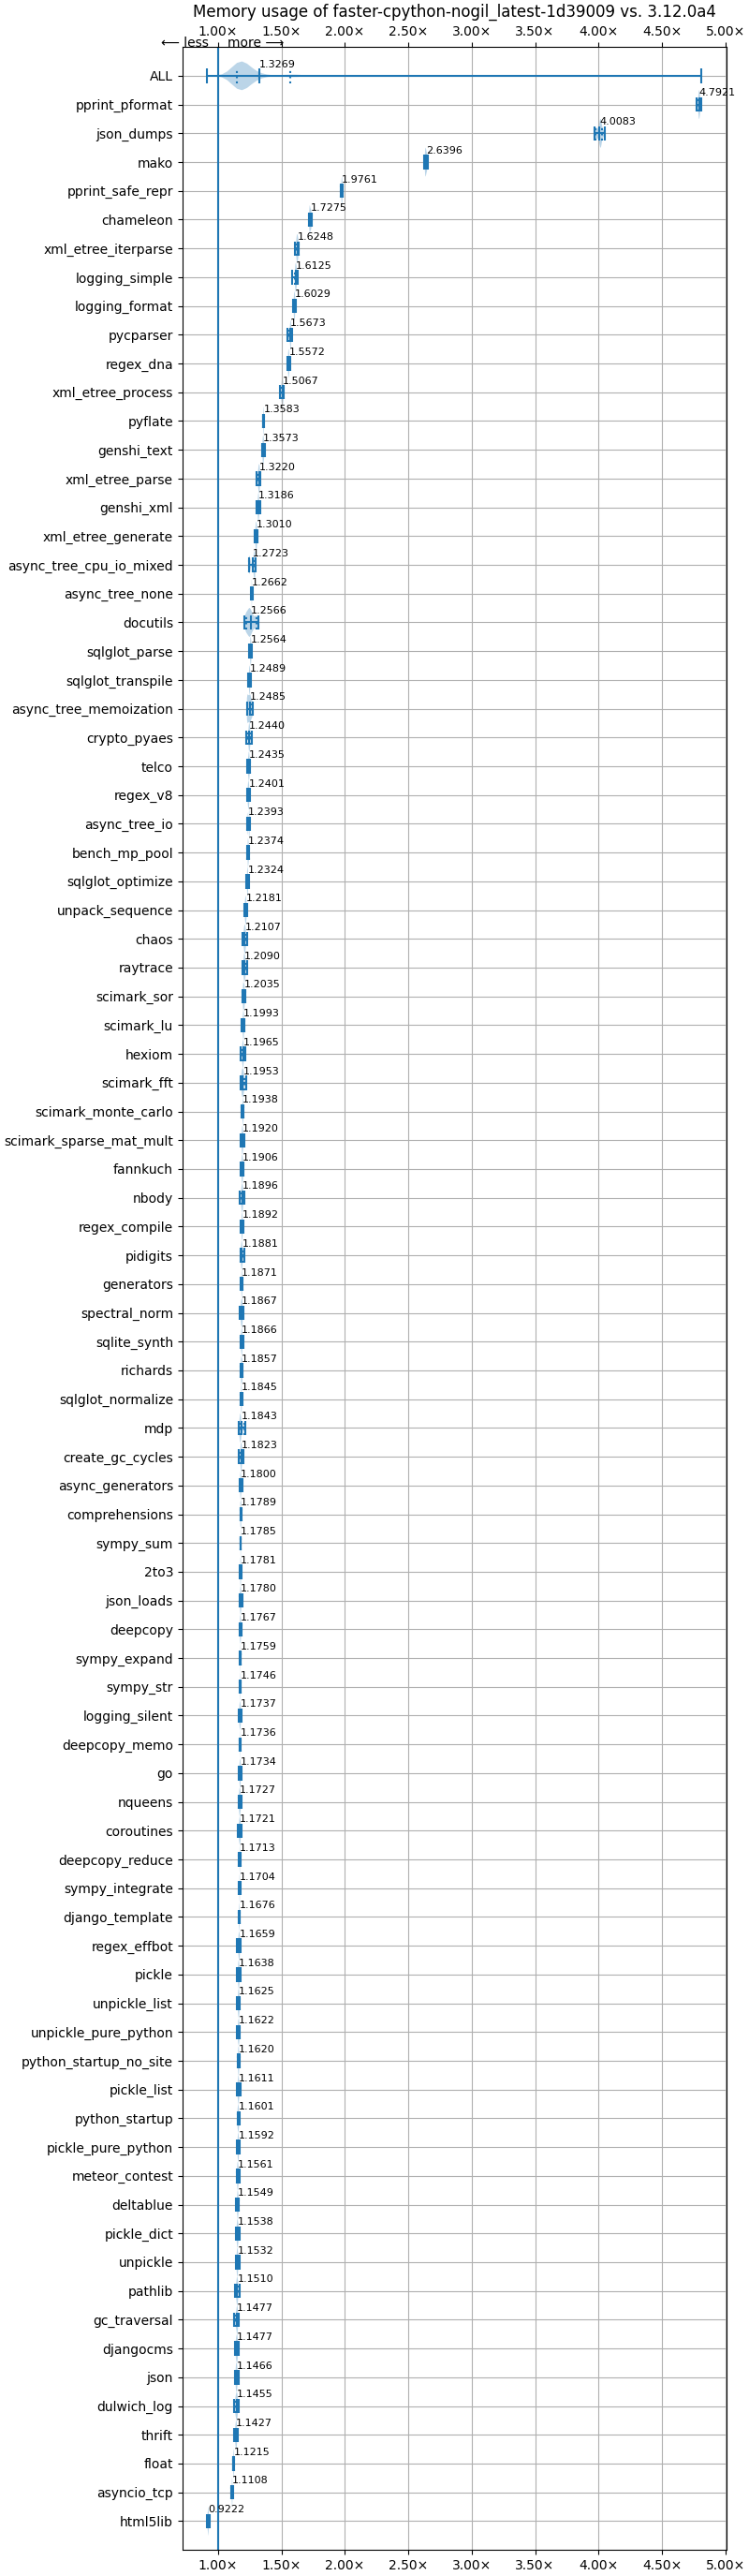 Memory usage of faster-cpython-nogil_latest-1d39009 vs. 3.12.0a4
1.00× 1.50× 2.00× 2.50× 3.00× 3.50× 4.00× 4.50× 5.00×
⟵ less more ⟶
ALL 1.3269
pprint_pformat 4.7921
json_dumps 4.0083
mako 2.6396
pprint_safe_repr 1.9761
chameleon 1.7275
xml_etree_iterparse 1.6248
logging_simple 1.6125
logging_format 1.6029
pycparser 1.5673
regex_dna 1.5572
xml_etree_process 1.5067
pyflate 1.3583
genshi_text 1.3573
xml_etree_parse 1.3220
genshi_xml 1.3186
xml_etree_generate 1.3010
async_tree_cpu_io_mixed 1.2723
async_tree_none 1.2662
docutils 1.2566
sqlglot_parse 1.2564
sqlglot_transpile 1.2489
async_tree_memoization 1.2485
crypto_pyaes 1.2440
telco 1.2435
regex_v8 1.2401
async_tree_io 1.2393
bench_mp_pool 1.2374
sqlglot_optimize 1.2324
unpack_sequence 1.2181
chaos 1.2107
raytrace 1.2090
scimark_sor 1.2035
scimark_lu 1.1993
hexiom 1.1965
scimark_fft 1.1953
scimark_monte_carlo 1.1938
scimark_sparse_mat_mult 1.1920
fannkuch 1.1906
nbody 1.1896
regex_compile 1.1892
pidigits 1.1881
generators 1.1871
spectral_norm 1.1867
sqlite_synth 1.1866
richards 1.1857
sqlglot_normalize 1.1845
mdp 1.1843
create_gc_cycles 1.1823
async_generators 1.1800
comprehensions 1.1789
sympy_sum 1.1785
2to3 1.1781
json_loads 1.1780
deepcopy 1.1767
sympy_expand 1.1759
sympy_str 1.1746
logging_silent 1.1737
deepcopy_memo 1.1736
go 1.1734
nqueens 1.1727
coroutines 1.1721
deepcopy_reduce 1.1713
sympy_integrate 1.1704
django_template 1.1676
regex_effbot 1.1659
pickle 1.1638
unpickle_list 1.1625
unpickle_pure_python 1.1622
python_startup_no_site 1.1620
pickle_list 1.1611
python_startup 1.1601
pickle_pure_python 1.1592
meteor_contest 1.1561
deltablue 1.1549
pickle_dict 1.1538
unpickle 1.1532
pathlib 1.1510
gc_traversal 1.1477
djangocms 1.1477
json 1.1466
dulwich_log 1.1455
thrift 1.1427
float 1.1215
asyncio_tcp 1.1108
html5lib 0.9222
1.00× 1.50× 2.00× 2.50× 3.00× 3.50× 4.00× 4.50× 5.00×